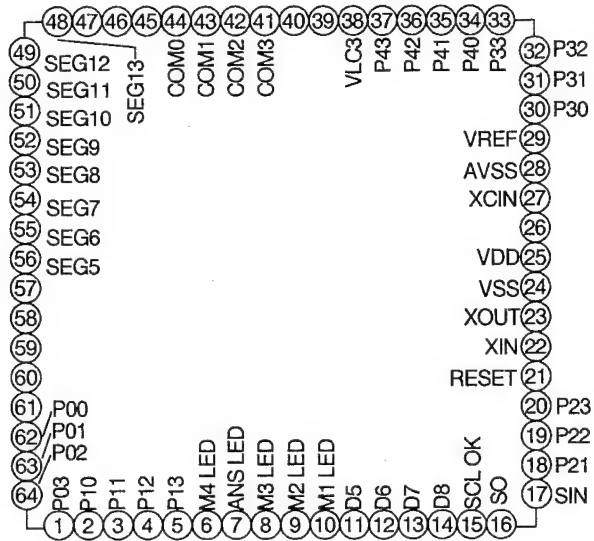 48 47 46 45 44 43 42 41 40 39 38 37 36 35 34 33
SEG13 COM0 COM1 COM2 COM3 VLC3 P43 P42 P41 P40 P33
49 SEG12
50 SEG11
51 SEG10
52 SEG9
53 SEG8
54 SEG7
55 SEG6
56 SEG5
57
58
59
60
61
62 P00
63 P01
64 P02
32 P32
31 P31
30 P30
VREF 29
AVSS 28
XCIN 27
26
VDD 25
VSS 24
XOUT 23
XIN 22
RESET 21
20 P23
19 P22
18 P21
17 SIN
P03 P10 P11 P12 P13 M4 LED ANS LED M3 LED M2 LED M1 LED D5 D6 D7 D8 SCL OK SO
1 2 3 4 5 6 7 8 9 10 11 12 13 14 15 16